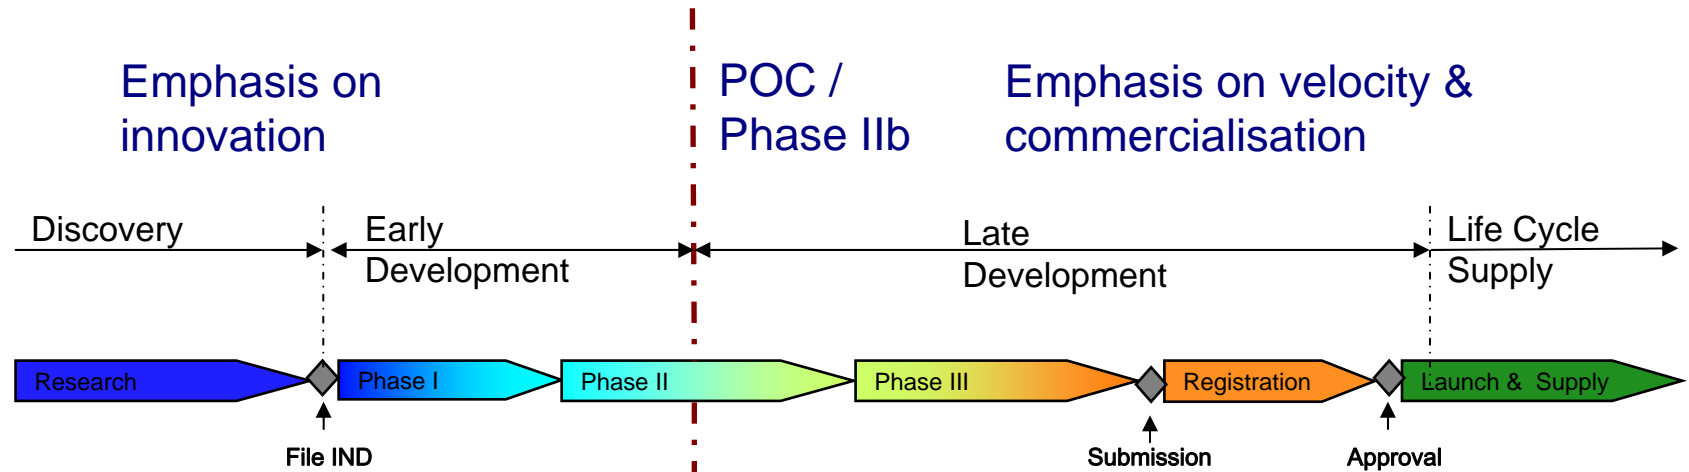 Emphasis on
innovation
POC /
Phase IIb
Emphasis on velocity &
commercialisation
Discovery
Early
Development
Late
Development
Life Cycle
Supply
Research
Phase I
Phase II
Phase III
Registration
Launch & Supply
File IND
Submission
Approval